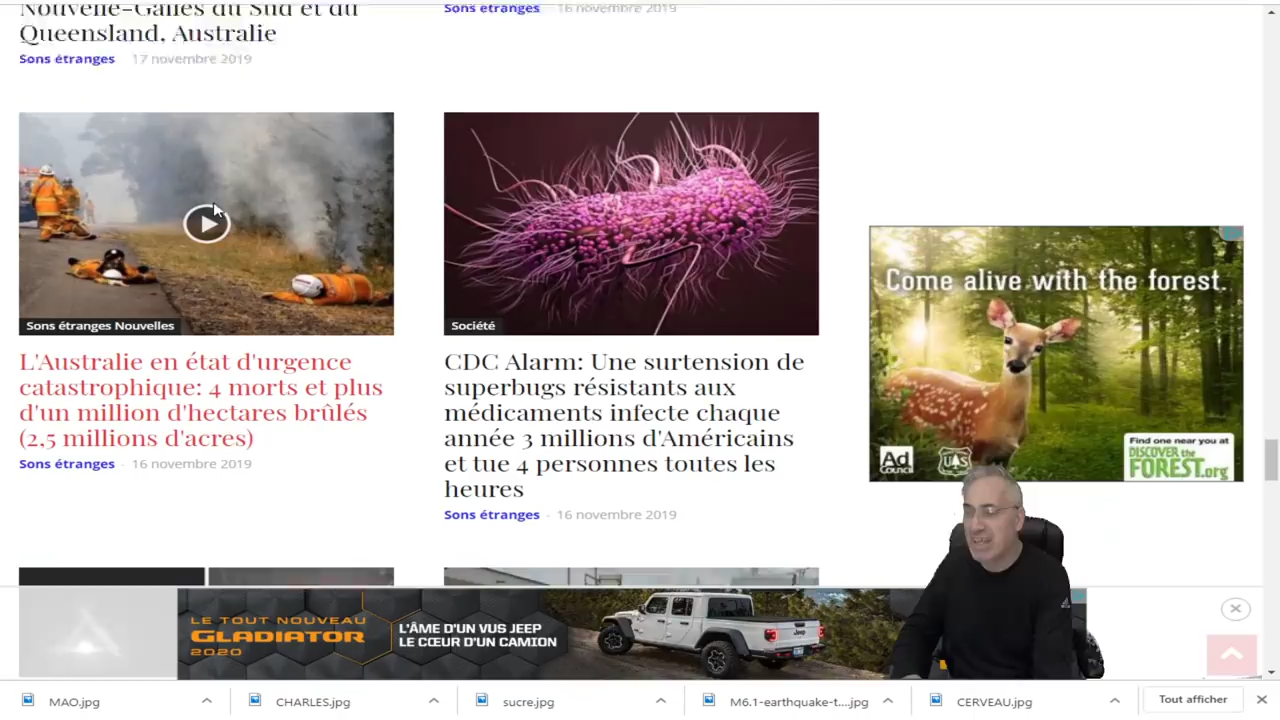 Nouvelle-Galles du Sud et du
Queensland, Australie
Sons étranges 17 novembre 2019
Sons étranges - 16 novembre 2019
Sons étranges Nouvelles
L'Australie en état d'urgence
catastrophique: 4 morts et plus
d'un million d'hectares brûlés
(2,5 millions d'acres)
Sons étranges - 16 novembre 2019
Société
CDC Alarm: Une surtension de
superbugs résistants aux
médicaments infecte chaque
année 3 millions d'Américains
et tue 4 personnes toutes les
heures
Sons étranges - 16 novembre 2019
Come alive with the forest.
Ad
COUNCIL
UAS
Find one near you at
DISCOVER the
FOREST.org
LE TOUT NOUVEAU
GLADIATOR
2020
L'ÂME D'UN VUS JEEP
LE CŒUR D'UN CAMION
Jeep
MAO.jpg
CHARLES.jpg
sucre.jpg
M6.1-earthquake-t....jpg
CERVEAU.jpg
Tout afficher